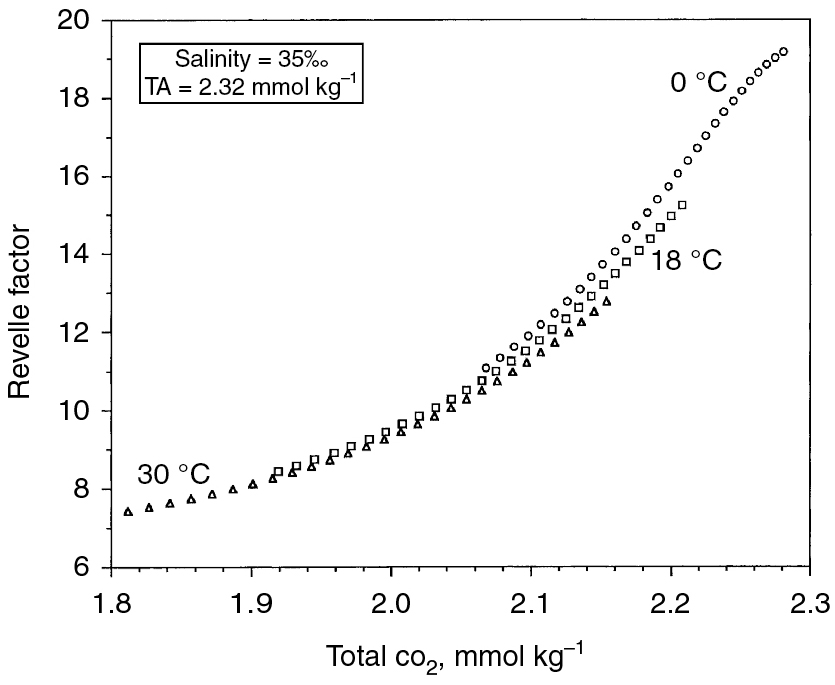 20
18
16
14
12
10
8
6
Revelle factor
Salinity = 35‰
TA = 2.32 mmol kg⁻¹
0 °C
18 °C
30 °C
1.8 1.9 2.0 2.1 2.2 2.3
Total co₂, mmol kg⁻¹